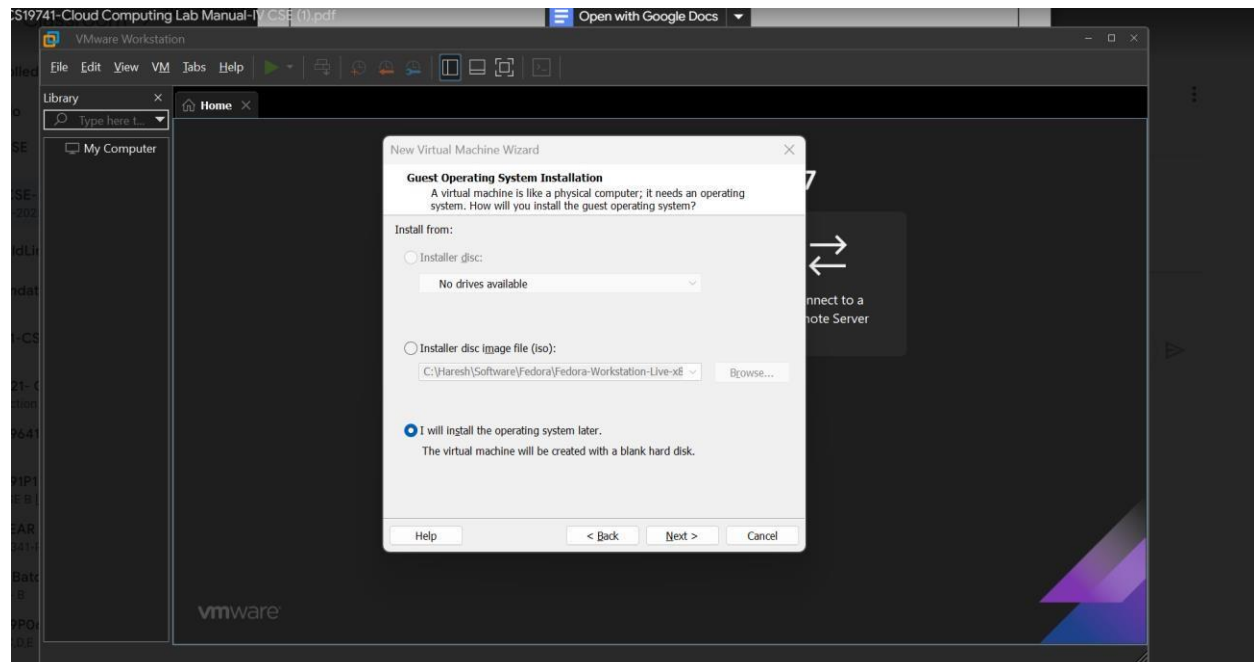 CS19741-Cloud Computing Lab Manual-IV CSE (1).pdf
Open with Google Docs
VMware Workstation
File Edit View VM Tabs Help
Library
Type here t...
My Computer
Home
New Virtual Machine Wizard
Guest Operating System Installation
A virtual machine is like a physical computer; it needs an operating
system. How will you install the guest operating system?
Install from:
Installer disc:
No drives available
Installer disc image file (iso):
C:\Haresh\Software\Fedora\Fedora-Workstation-Live-x8
Browse...
I will install the operating system later.
The virtual machine will be created with a blank hard disk.
Help
< Back
Next >
Cancel
7
nnect to a
note Server
vmware